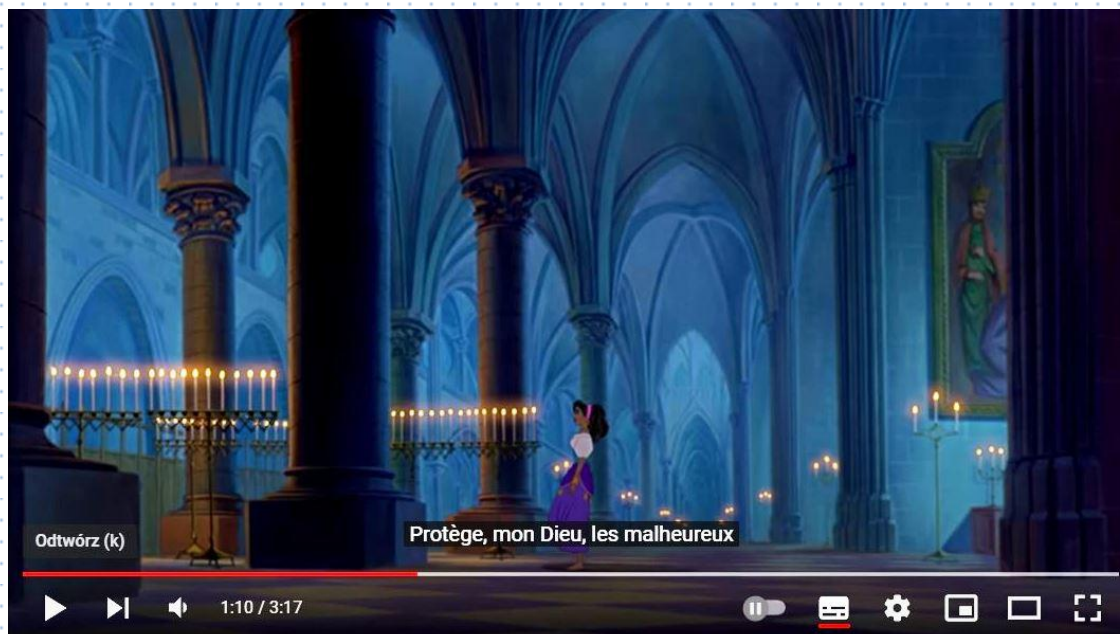 Protège, mon Dieu, les malheureux
Odtwórz (k)
1:10 / 3:17